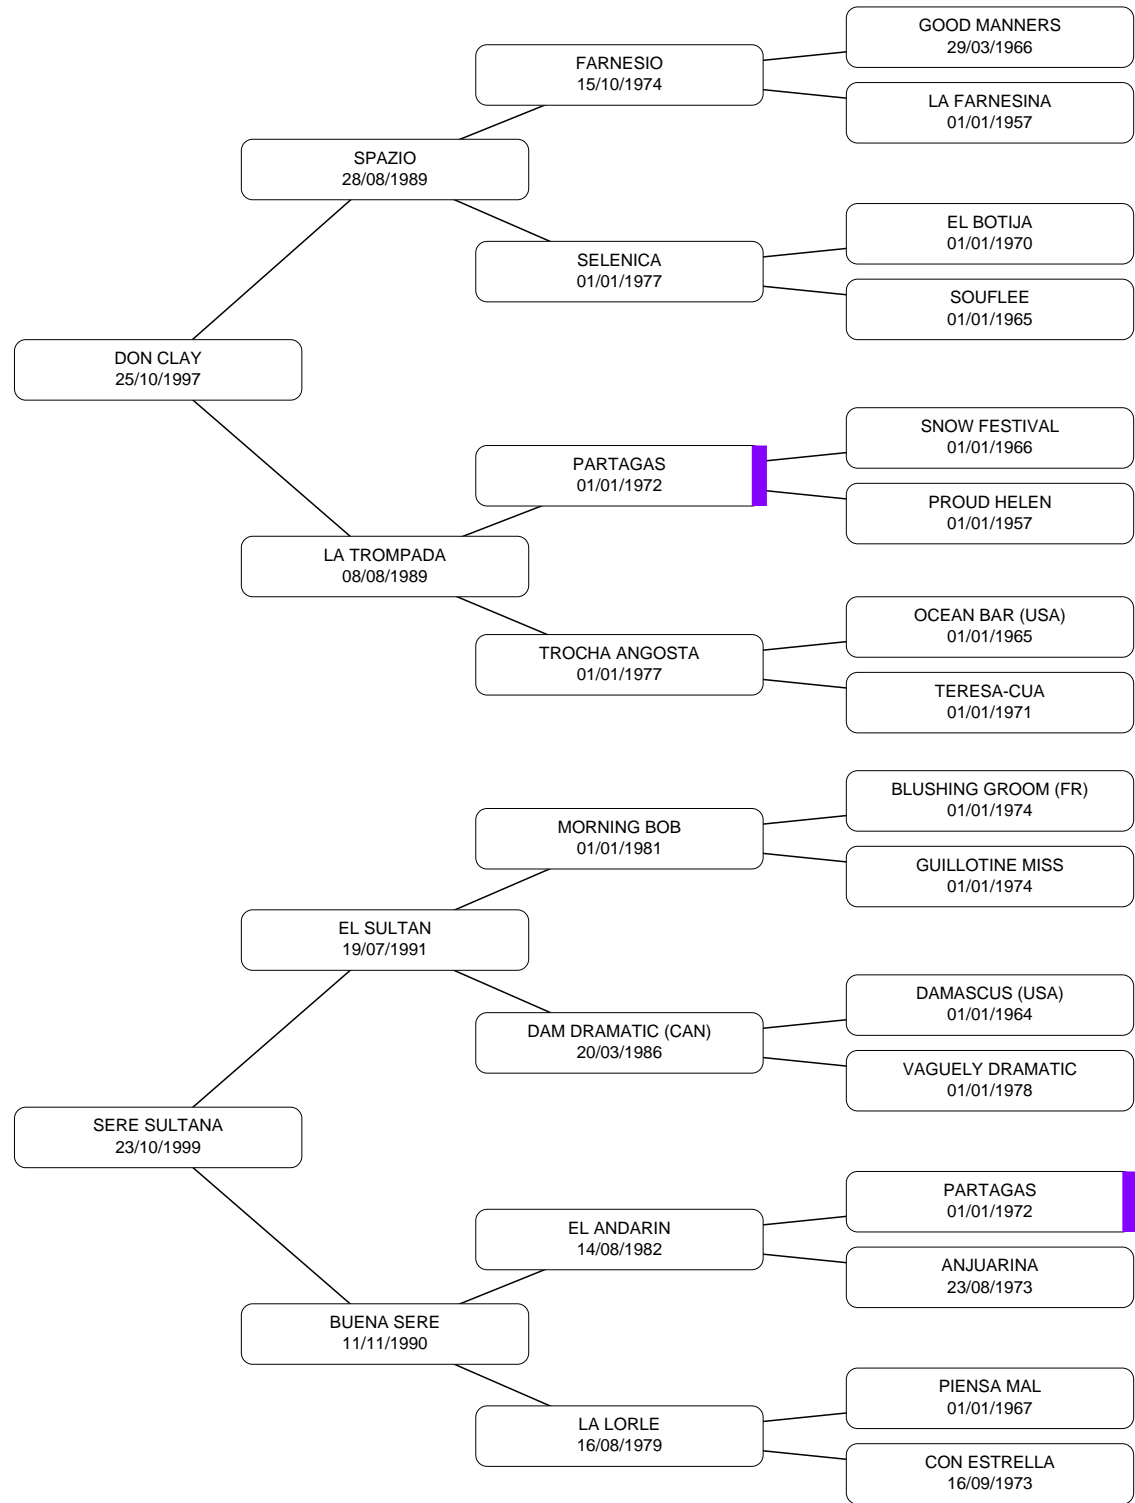 GOOD MANNERS
29/03/1966
FARNESIO
15/10/1974
LA FARNESINA
01/01/1957
SPAZIO
28/08/1989
EL BOTIJA
01/01/1970
SELENICA
01/01/1977
SOUFLEE
01/01/1965
DON CLAY
25/10/1997
SNOW FESTIVAL
01/01/1966
PARTAGAS
01/01/1972
PROUD HELEN
01/01/1957
LA TROMPADA
08/08/1989
OCEAN BAR (USA)
01/01/1965
TROCHA ANGOSTA
01/01/1977
TERESA-CUA
01/01/1971
BLUSHING GROOM (FR)
01/01/1974
MORNING BOB
01/01/1981
GUILLOTINE MISS
01/01/1974
EL SULTAN
19/07/1991
DAMASCUS (USA)
01/01/1964
DAM DRAMATIC (CAN)
20/03/1986
VAGUELY DRAMATIC
01/01/1978
SERE SULTANA
23/10/1999
PARTAGAS
01/01/1972
EL ANDARIN
14/08/1982
ANJUARINA
23/08/1973
BUENA SERE
11/11/1990
PIENSA MAL
01/01/1967
LA LORLE
16/08/1979
CON ESTRELLA
16/09/1973